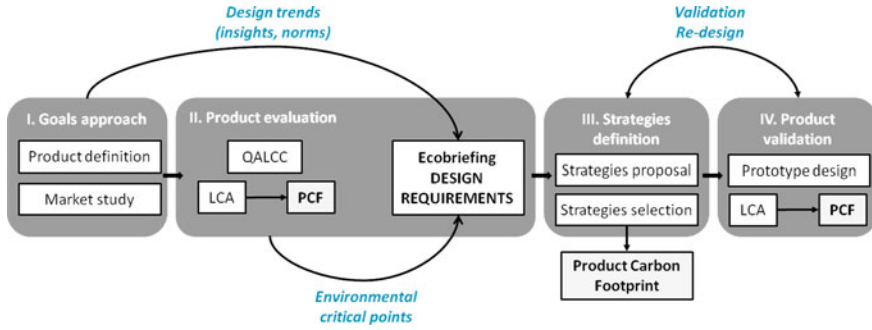 Design trends
(insights, norms)
Validation
Re-design
I. Goals approach
Product definition
Market study
II. Product evaluation
QALCC
LCA
PCF
Ecobriefing
DESIGN
REQUIREMENTS
III. Strategies
definition
Strategies proposal
Strategies selection
Product Carbon
Footprint
IV. Product
validation
Prototype design
LCA
PCF
Environmental
critical points